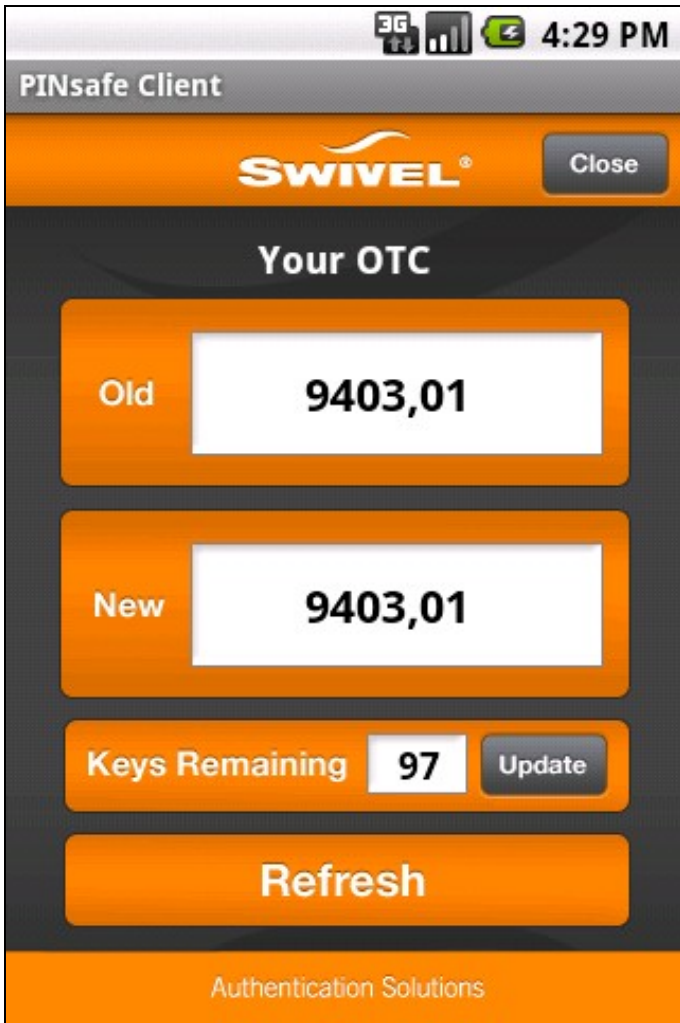 3G 4:29 PM
PINsafe Client
SWIVEL® Close
Your OTC
Old 9403,01
New 9403,01
Keys Remaining 97 Update
Refresh
Authentication Solutions